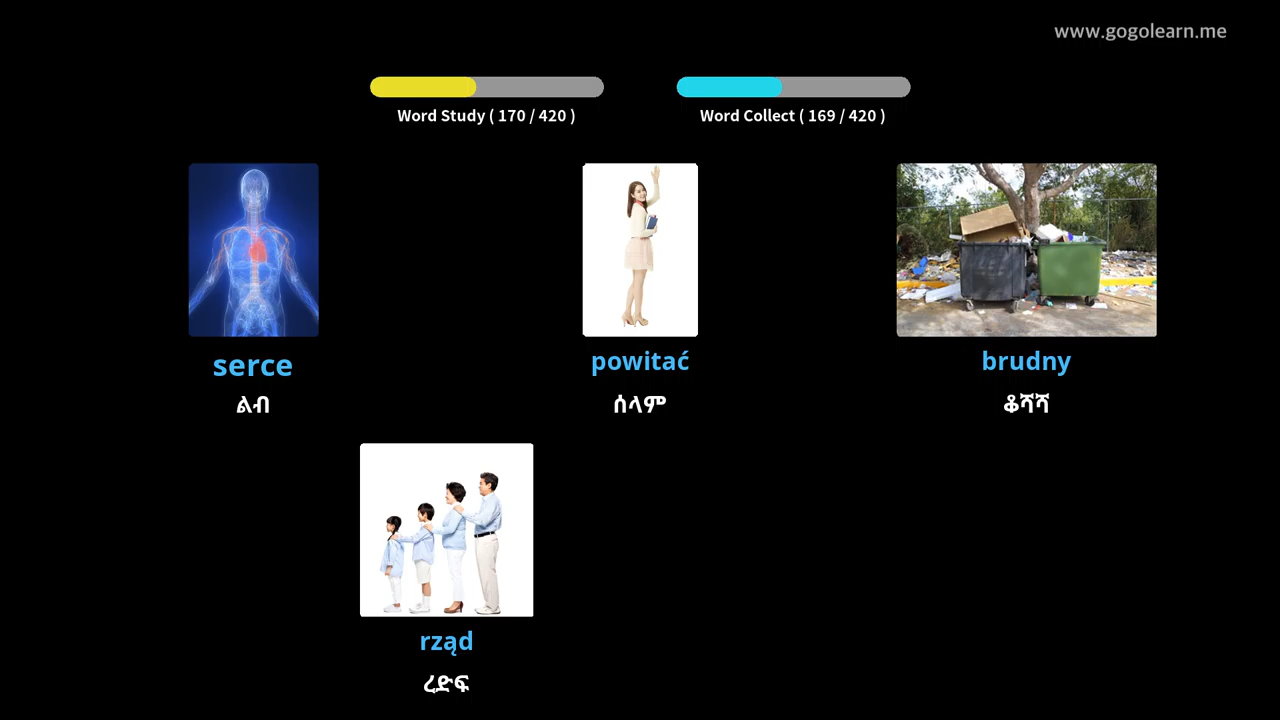 www.gogolearn.me
Word Study ( 170 / 420 )
Word Collect ( 169 / 420 )
serce
ልብ
powitać
ሰላም
brudny
ቆሻሻ
rząd
ረድፍ